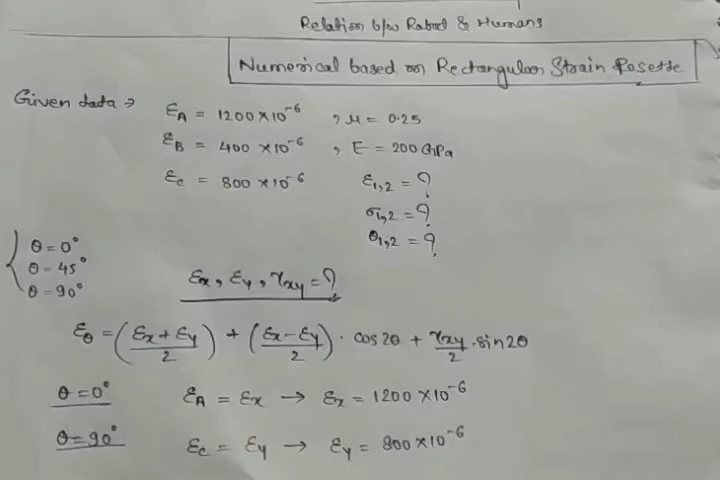 Relation b/w Robot & Humans
Numerical based on Rectangular Strain Rosette
Given data → εA = 1200×10⁻⁶ , μ = 0.25
εB = 400 ×10⁻⁶ , E = 200 GPa
εc = 800 ×10⁻⁶ ε1,2 = ?
σ1,2 = ?
θ1,2 = ?
θ = 0°
θ = 45°
θ = 90°
εx, εy, γxy = ?
εθ = (εx + εy / 2) + (εx - εy / 2) · cos 2θ + γxy / 2 · sin 2θ
θ = 0° εA = εx → εx = 1200 ×10⁻⁶
θ = 90° εc = εy → εy = 800 ×10⁻⁶